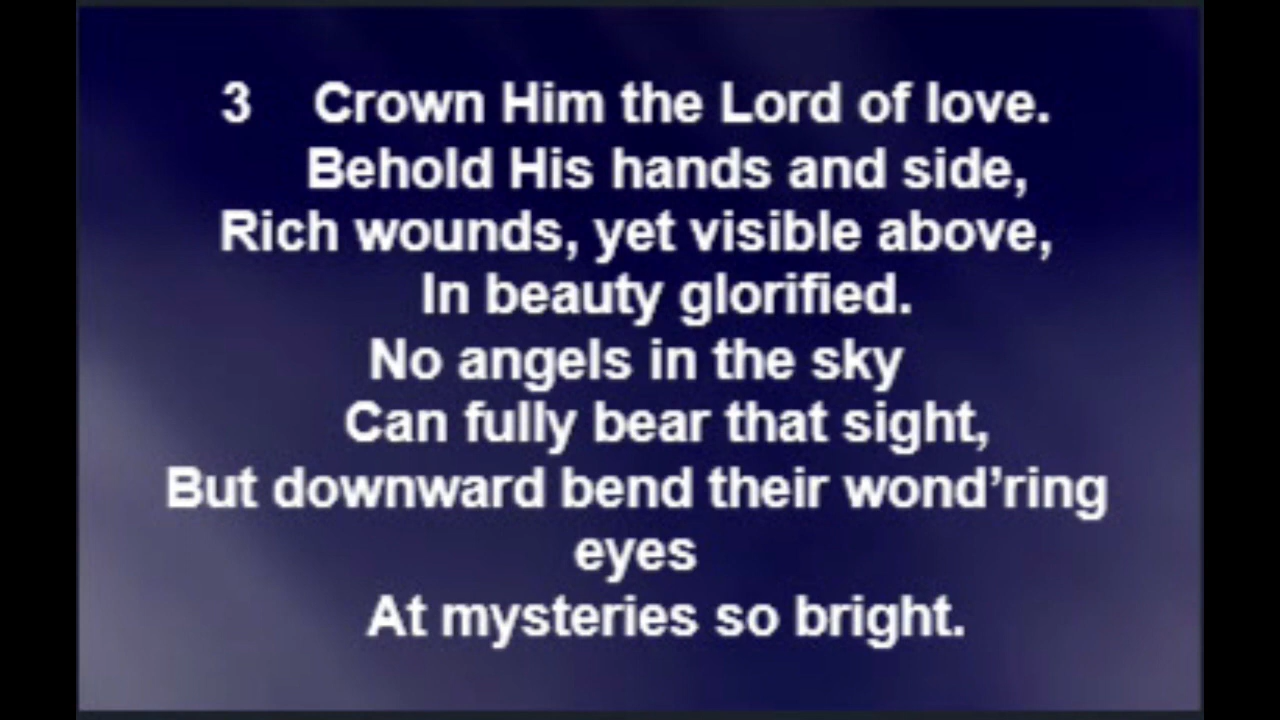 3 Crown Him the Lord of love.
Behold His hands and side,
Rich wounds, yet visible above,
In beauty glorified.
No angels in the sky
Can fully bear that sight,
But downward bend their wond’ring
eyes
At mysteries so bright.